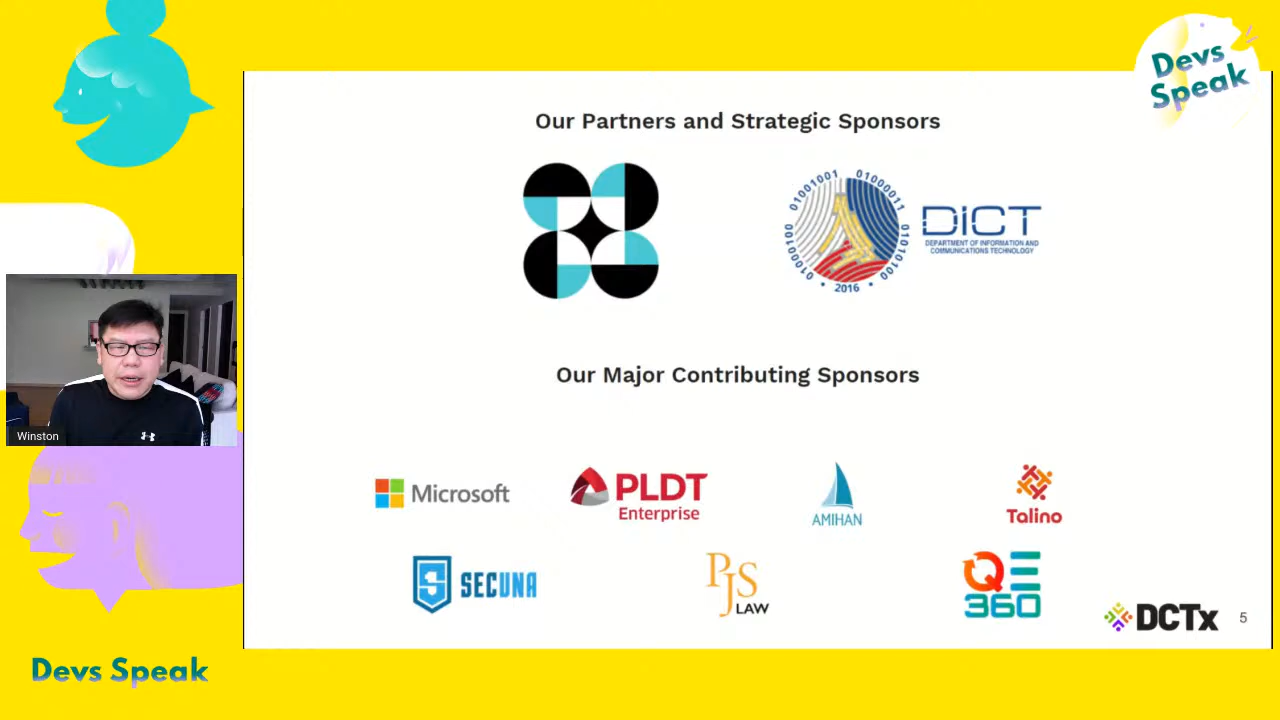 Devs
Speak
Our Partners and Strategic Sponsors
01001001 01000011
01000100 01010100
• 2016 •
DICT
DEPARTMENT OF INFORMATION AND
COMMUNICATIONS TECHNOLOGY
Winston
Our Major Contributing Sponsors
Microsoft
PLDT
Enterprise
AMIHAN
Talino
SECUNA
PJS
LAW
QE
360
DCTx
5
Devs Speak